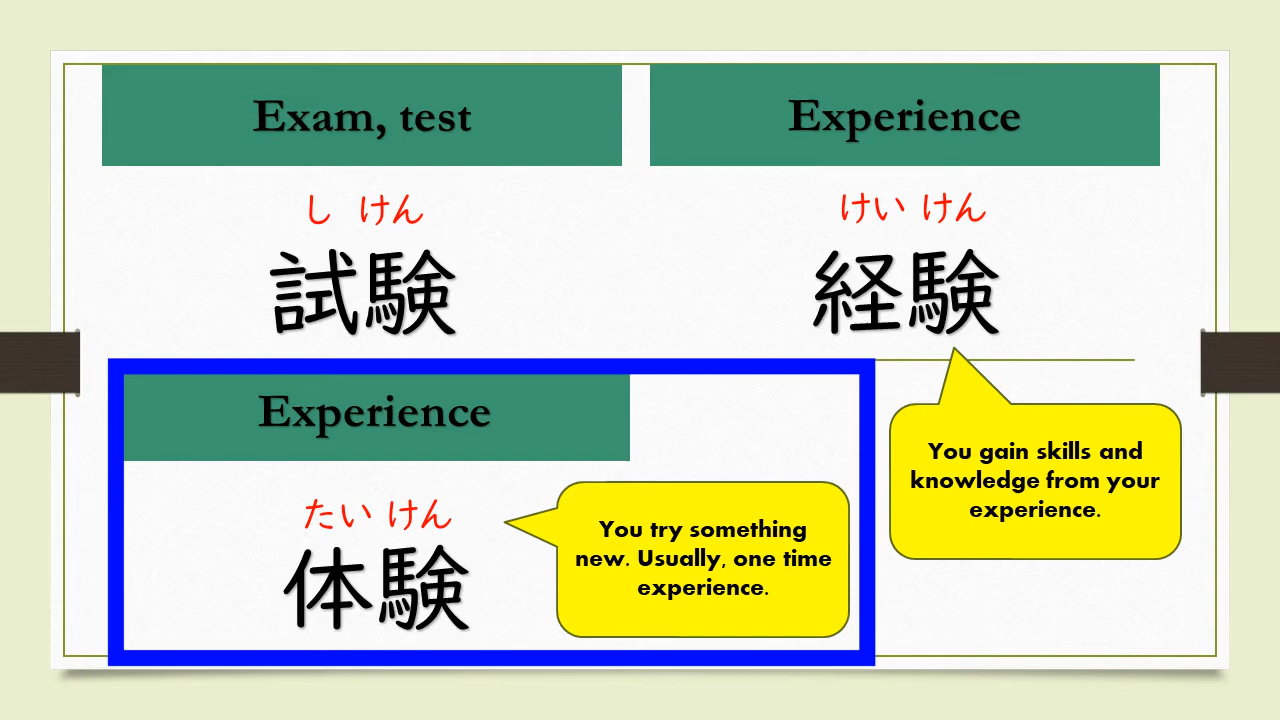 Exam, test
し けん
試験
Experience
けい けん
経験
You gain skills and
knowledge from your
experience.
Experience
たい けん
体験
You try something
new. Usually, one time
experience.